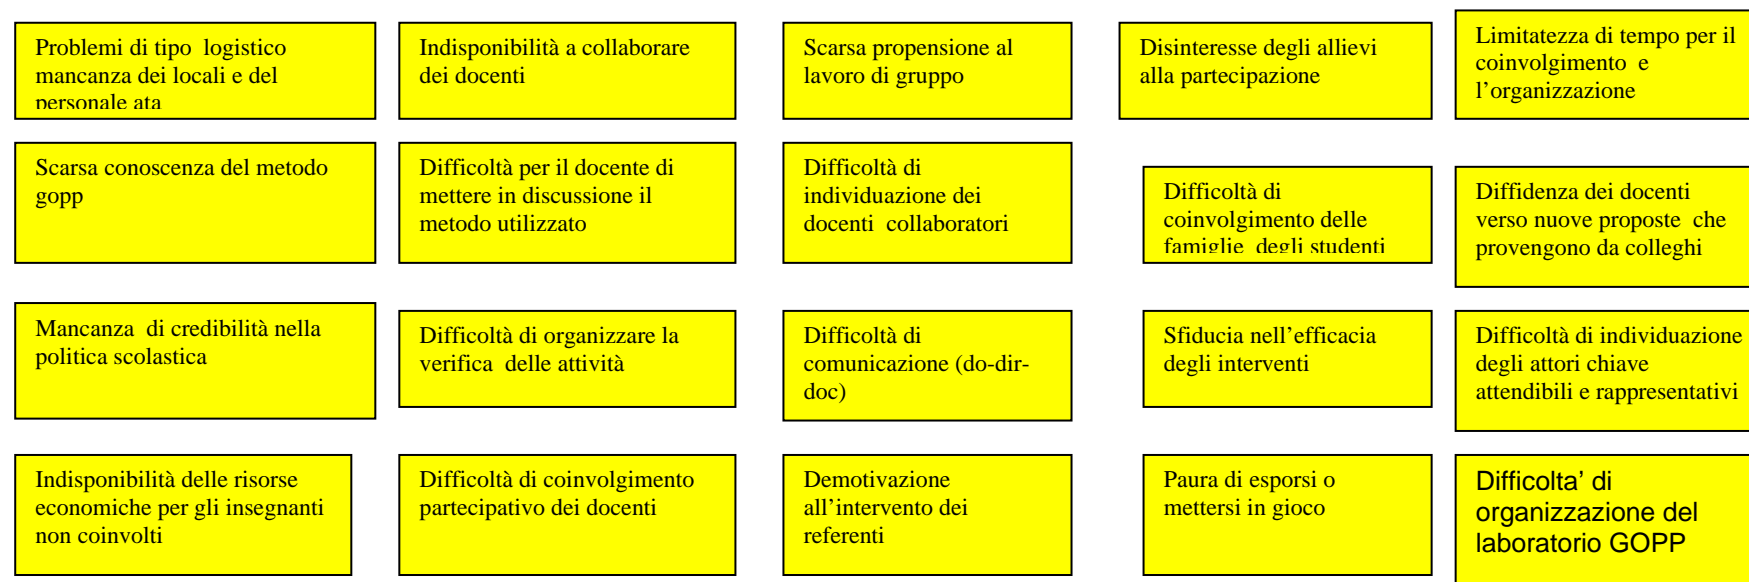 Problemi di tipo logistico
mancanza dei locali e del
personale ata
Indisponibilità a collaborare
dei docenti
Scarsa propensione al
lavoro di gruppo
Disinteresse degli allievi
alla partecipazione
Limitatezza di tempo per il
coinvolgimento e
l’organizzazione
Scarsa conoscenza del metodo
gopp
Difficoltà per il docente di
mettere in discussione il
metodo utilizzato
Difficoltà di
individuazione dei
docenti collaboratori
Difficoltà di
coinvolgimento delle
famiglie degli studenti
Diffidenza dei docenti
verso nuove proposte che
provengono da colleghi
Mancanza di credibilità nella
politica scolastica
Difficoltà di organizzare la
verifica delle attività
Difficoltà di
comunicazione (do-dir-
doc)
Sfiducia nell’efficacia
degli interventi
Difficoltà di individuazione
degli attori chiave
attendibili e rappresentativi
Indisponibilità delle risorse
economiche per gli insegnanti
non coinvolti
Difficoltà di coinvolgimento
partecipativo dei docenti
Demotivazione
all’intervento dei
referenti
Paura di esporsi o
mettersi in gioco
Difficolta’ di
organizzazione del
laboratorio GOPP